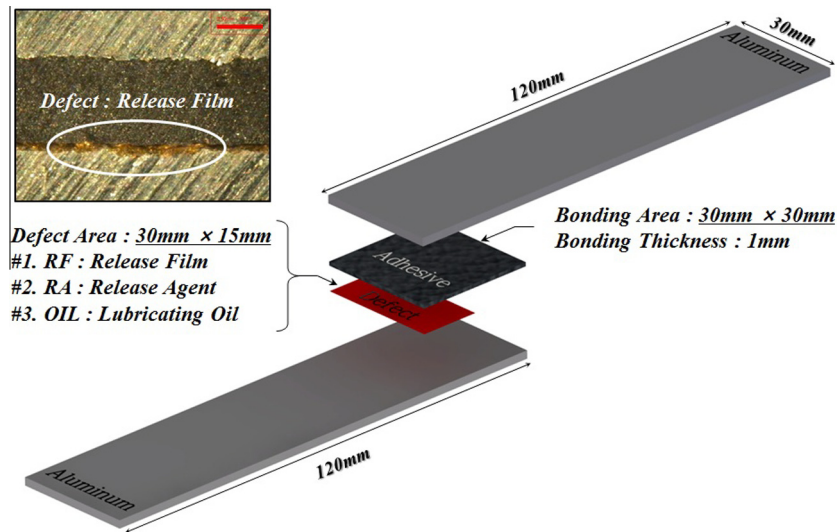 Defect : Release Film
30mm
Aluminum
120mm
Defect Area : 30mm × 15mm
#1. RF : Release Film
#2. RA : Release Agent
#3. OIL : Lubricating Oil
Bonding Area : 30mm × 30mm
Bonding Thickness : 1mm
Adhesive
Defect
Aluminum
120mm